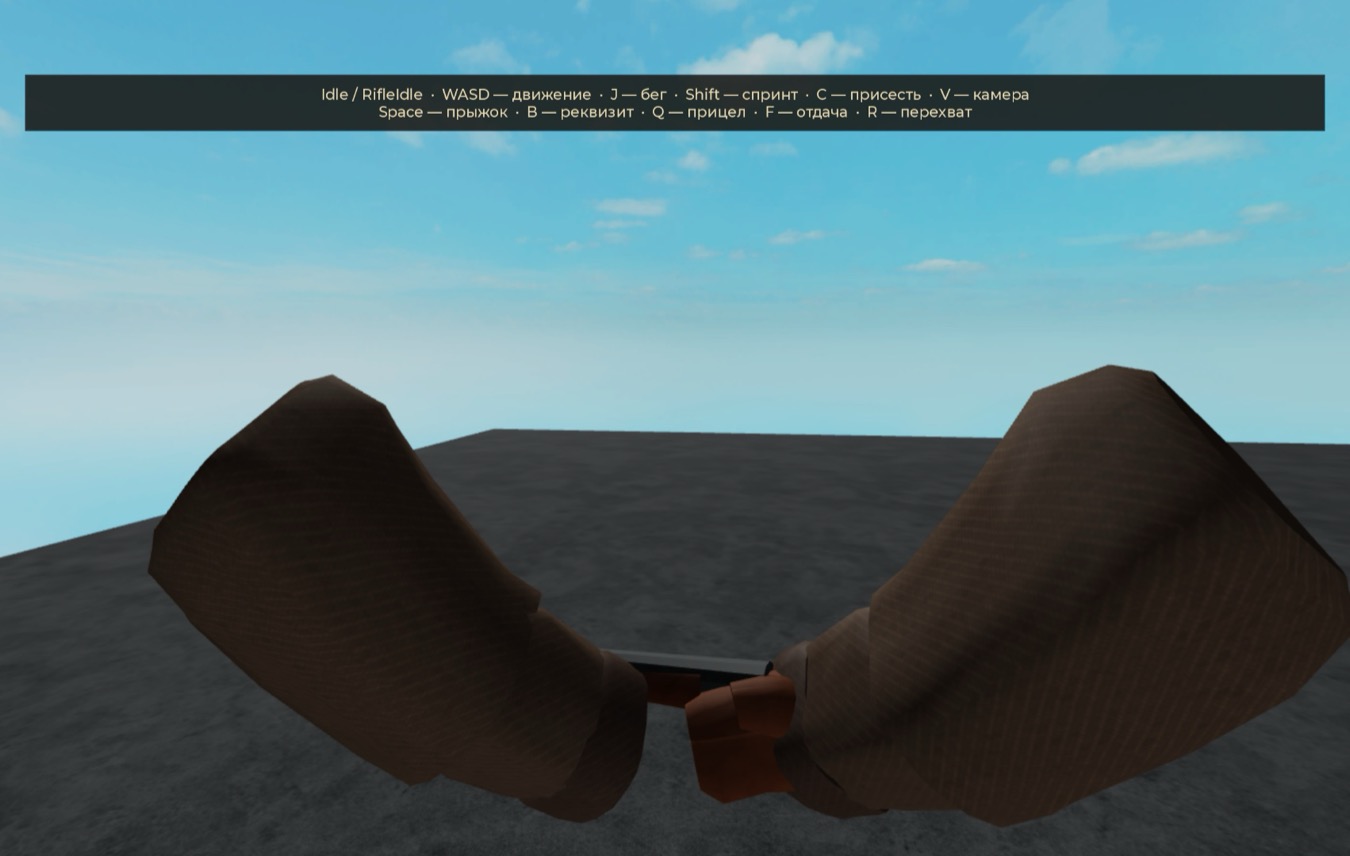 Idle / RifleIdle · WASD — движение · J — бег · Shift — спринт · C — присесть · V — камера
Space — прыжок · B — реквизит · Q — прицел · F — отдача · R — перехват